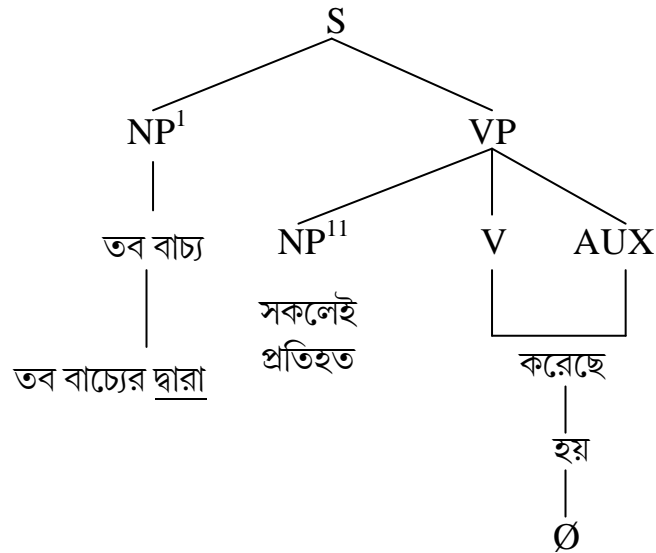 S
NP¹ VP
তব বাচ্য NP¹¹ V AUX
সকলেই
প্রতিহত
তব বাচ্যের দ্বারা করেছে
হয়
Ø